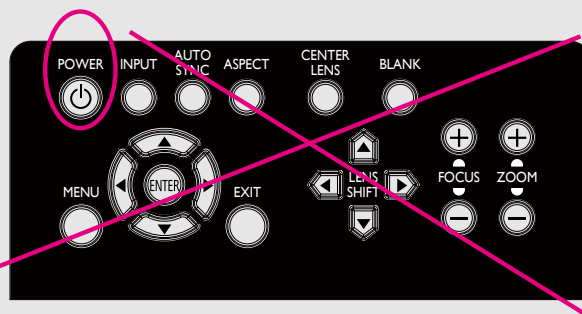 POWER
INPUT
AUTO
SYNC
ASPECT
CENTER
LENS
BLANK
MENU
ENTER
EXIT
LENS
SHIFT
FOCUS
ZOOM